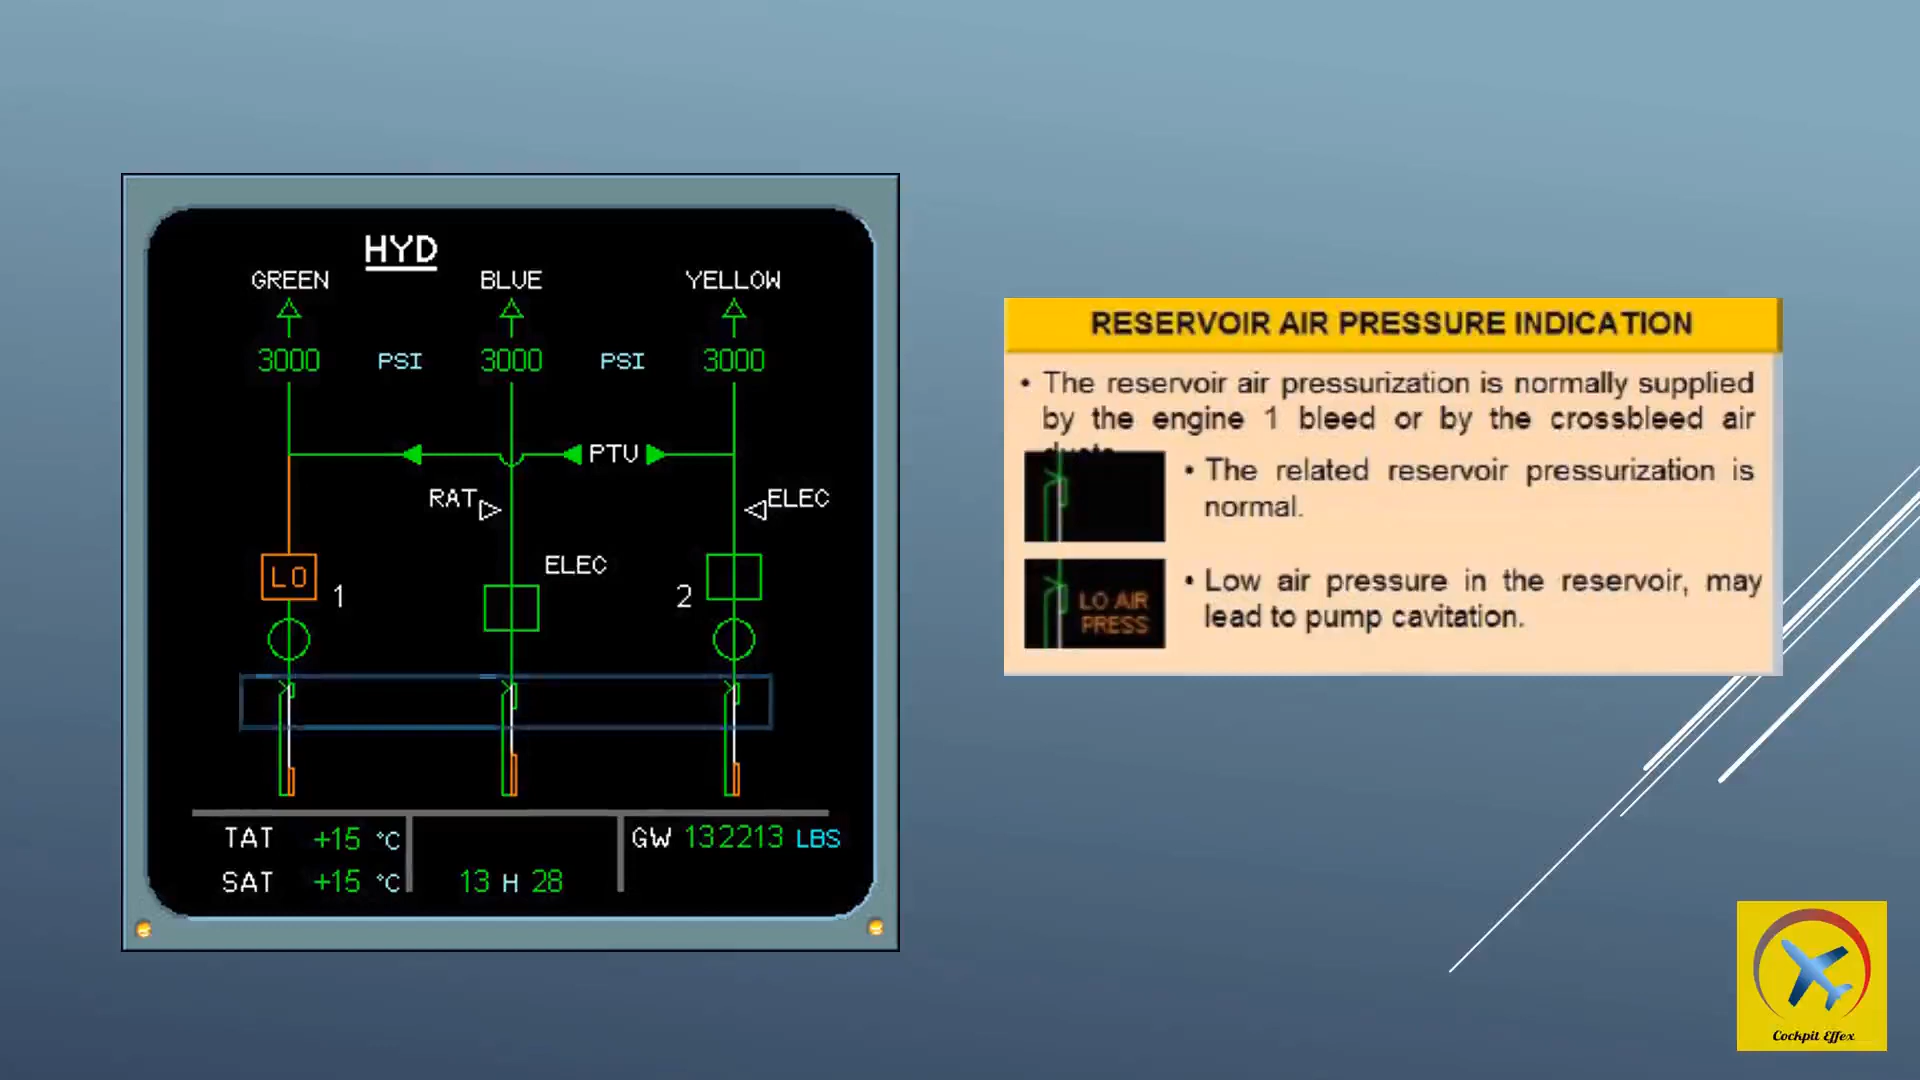 HYD
GREEN BLUE YELLOW
3000 PSI 3000 PSI 3000
PTU
RAT ELEC
ELEC
LO 1 2
TAT +15 °C GW 132213 LBS
SAT +15 °C 13 H 28
RESERVOIR AIR PRESSURE INDICATION
• The reservoir air pressurization is normally supplied
by the engine 1 bleed or by the crossbleed air
• The related reservoir pressurization is
normal.
LO AIR
PRESS
• Low air pressure in the reservoir, may
lead to pump cavitation.
Cockpit Effex